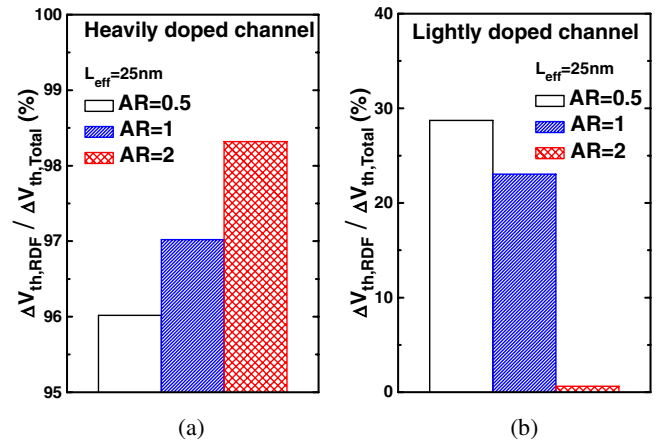 Heavily doped channel
L_eff=25nm
AR=0.5
AR=1
AR=2
ΔV_th,RDF / ΔV_th,Total (%)
100
99
98
97
96
95
(a)
Lightly doped channel
L_eff=25nm
AR=0.5
AR=1
AR=2
ΔV_th,RDF / ΔV_th,Total (%)
40
30
20
10
0
(b)